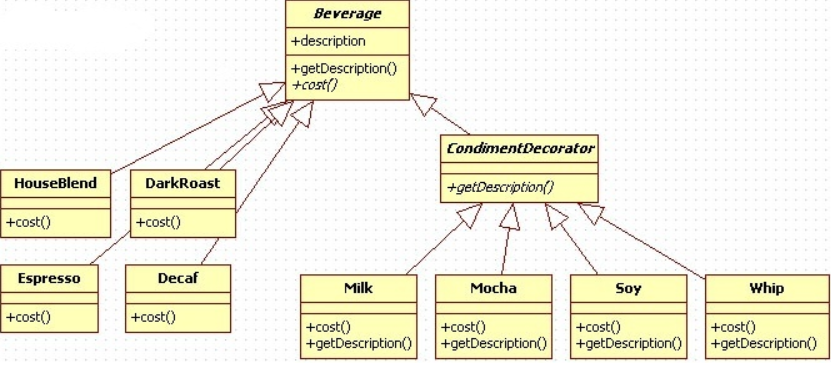 Beverage
+description
+getDescription()
+cost()
CondimentDecorator
+getDescription()
HouseBlend
+cost()
DarkRoast
+cost()
Espresso
+cost()
Decaf
+cost()
Milk
+cost()
+getDescription()
Mocha
+cost()
+getDescription()
Soy
+cost()
+getDescription()
Whip
+cost()
+getDescription()